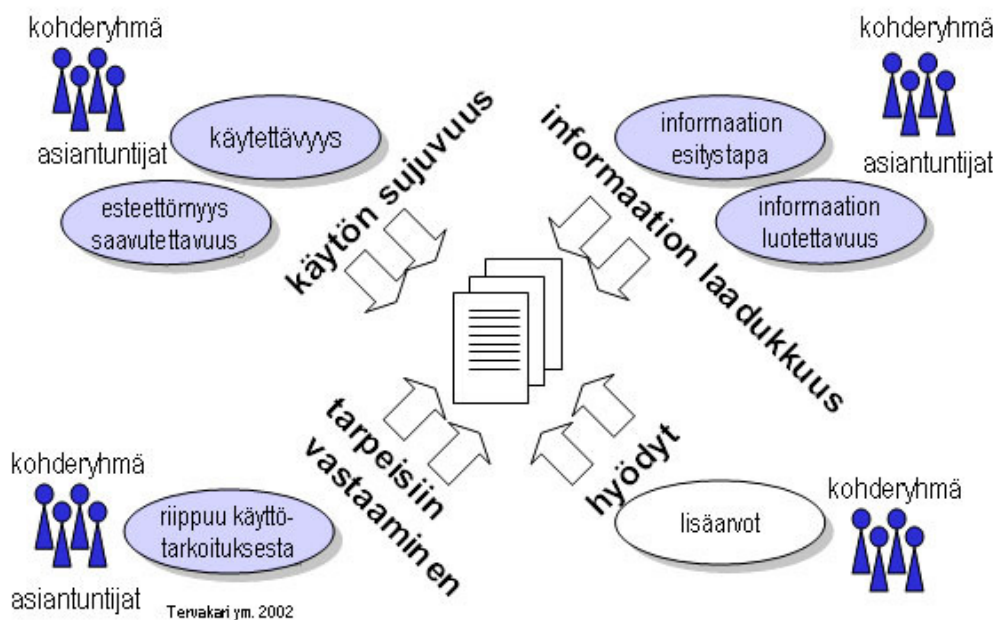 kohderyhmä
asiantuntijat
käytettävyys
esteettömyys
saavutettavuus
käytön sujuvuus
informaation laadukkuus
informaation
esitystapa
informaation
luotettavuus
kohderyhmä
asiantuntijat
kohderyhmä
asiantuntijat
riippuu käyttö-
tarkoituksesta
tarpeisiin
vastaaminen
hyödyt
lisäarvot
kohderyhmä
Tervakari ym. 2002